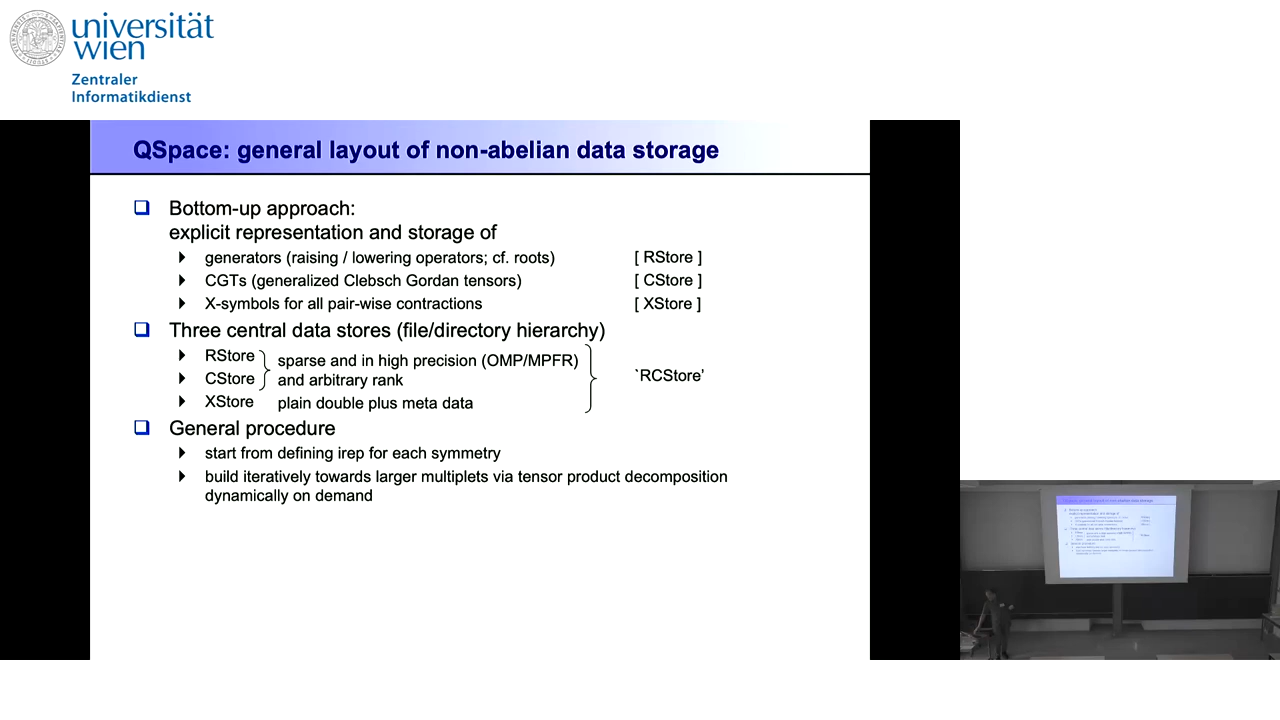 universität
wien
Zentraler
Informatikdienst
QSpace: general layout of non-abelian data storage
Bottom-up approach:
explicit representation and storage of
generators (raising / lowering operators; cf. roots) [ RStore ]
CGTs (generalized Clebsch Gordan tensors) [ CStore ]
X-symbols for all pair-wise contractions [ XStore ]
Three central data stores (file/directory hierarchy)
RStore sparse and in high precision (OMP/MPFR)
CStore and arbitrary rank
`RCStore’
XStore plain double plus meta data
General procedure
start from defining irep for each symmetry
build iteratively towards larger multiplets via tensor product decomposition
dynamically on demand